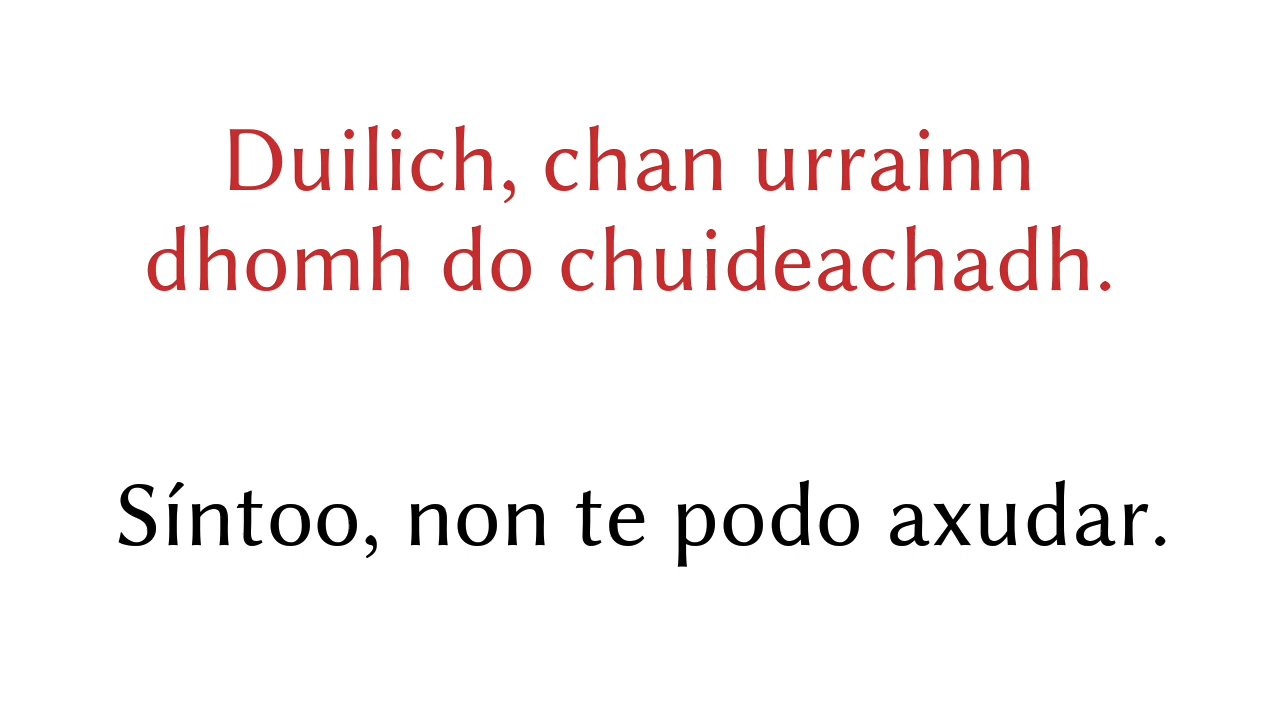 Duilich, chan urrainn
dhomh do chuideachadh.
Síntoo, non te podo axudar.